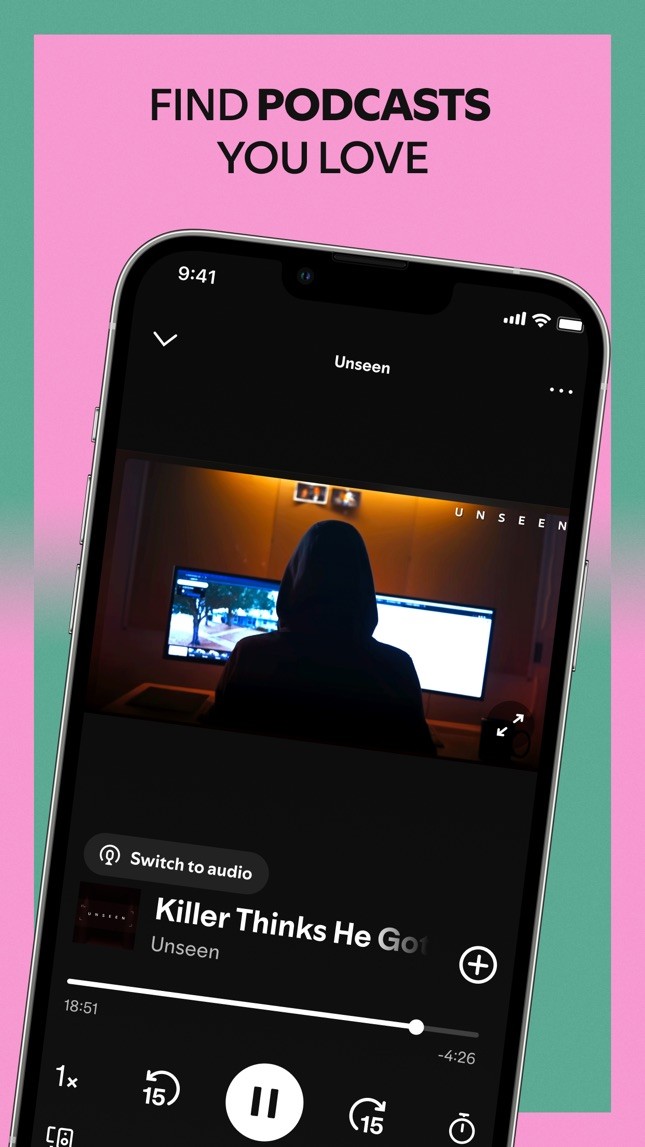 FIND PODCASTS
YOU LOVE
9:41
Unseen
UNSEEN
Switch to audio
UNSEEN
Killer Thinks He Got
Unseen
18:51
-4:26
1x
15
15